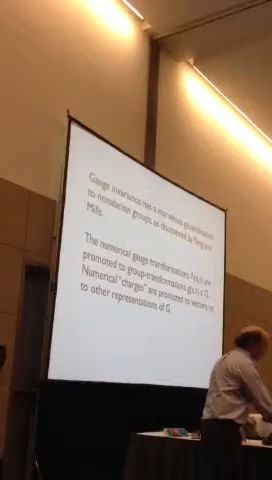 Gauge invariance has a marvelous generalization
to nonabelian groups, as discovered by Yang and
Mills.
The numerical gauge transformations f(x,t) are
promoted to group-transformations g(x,t) ε G.
Numerical "charges" are promoted to vectors, or
to other representations of G.